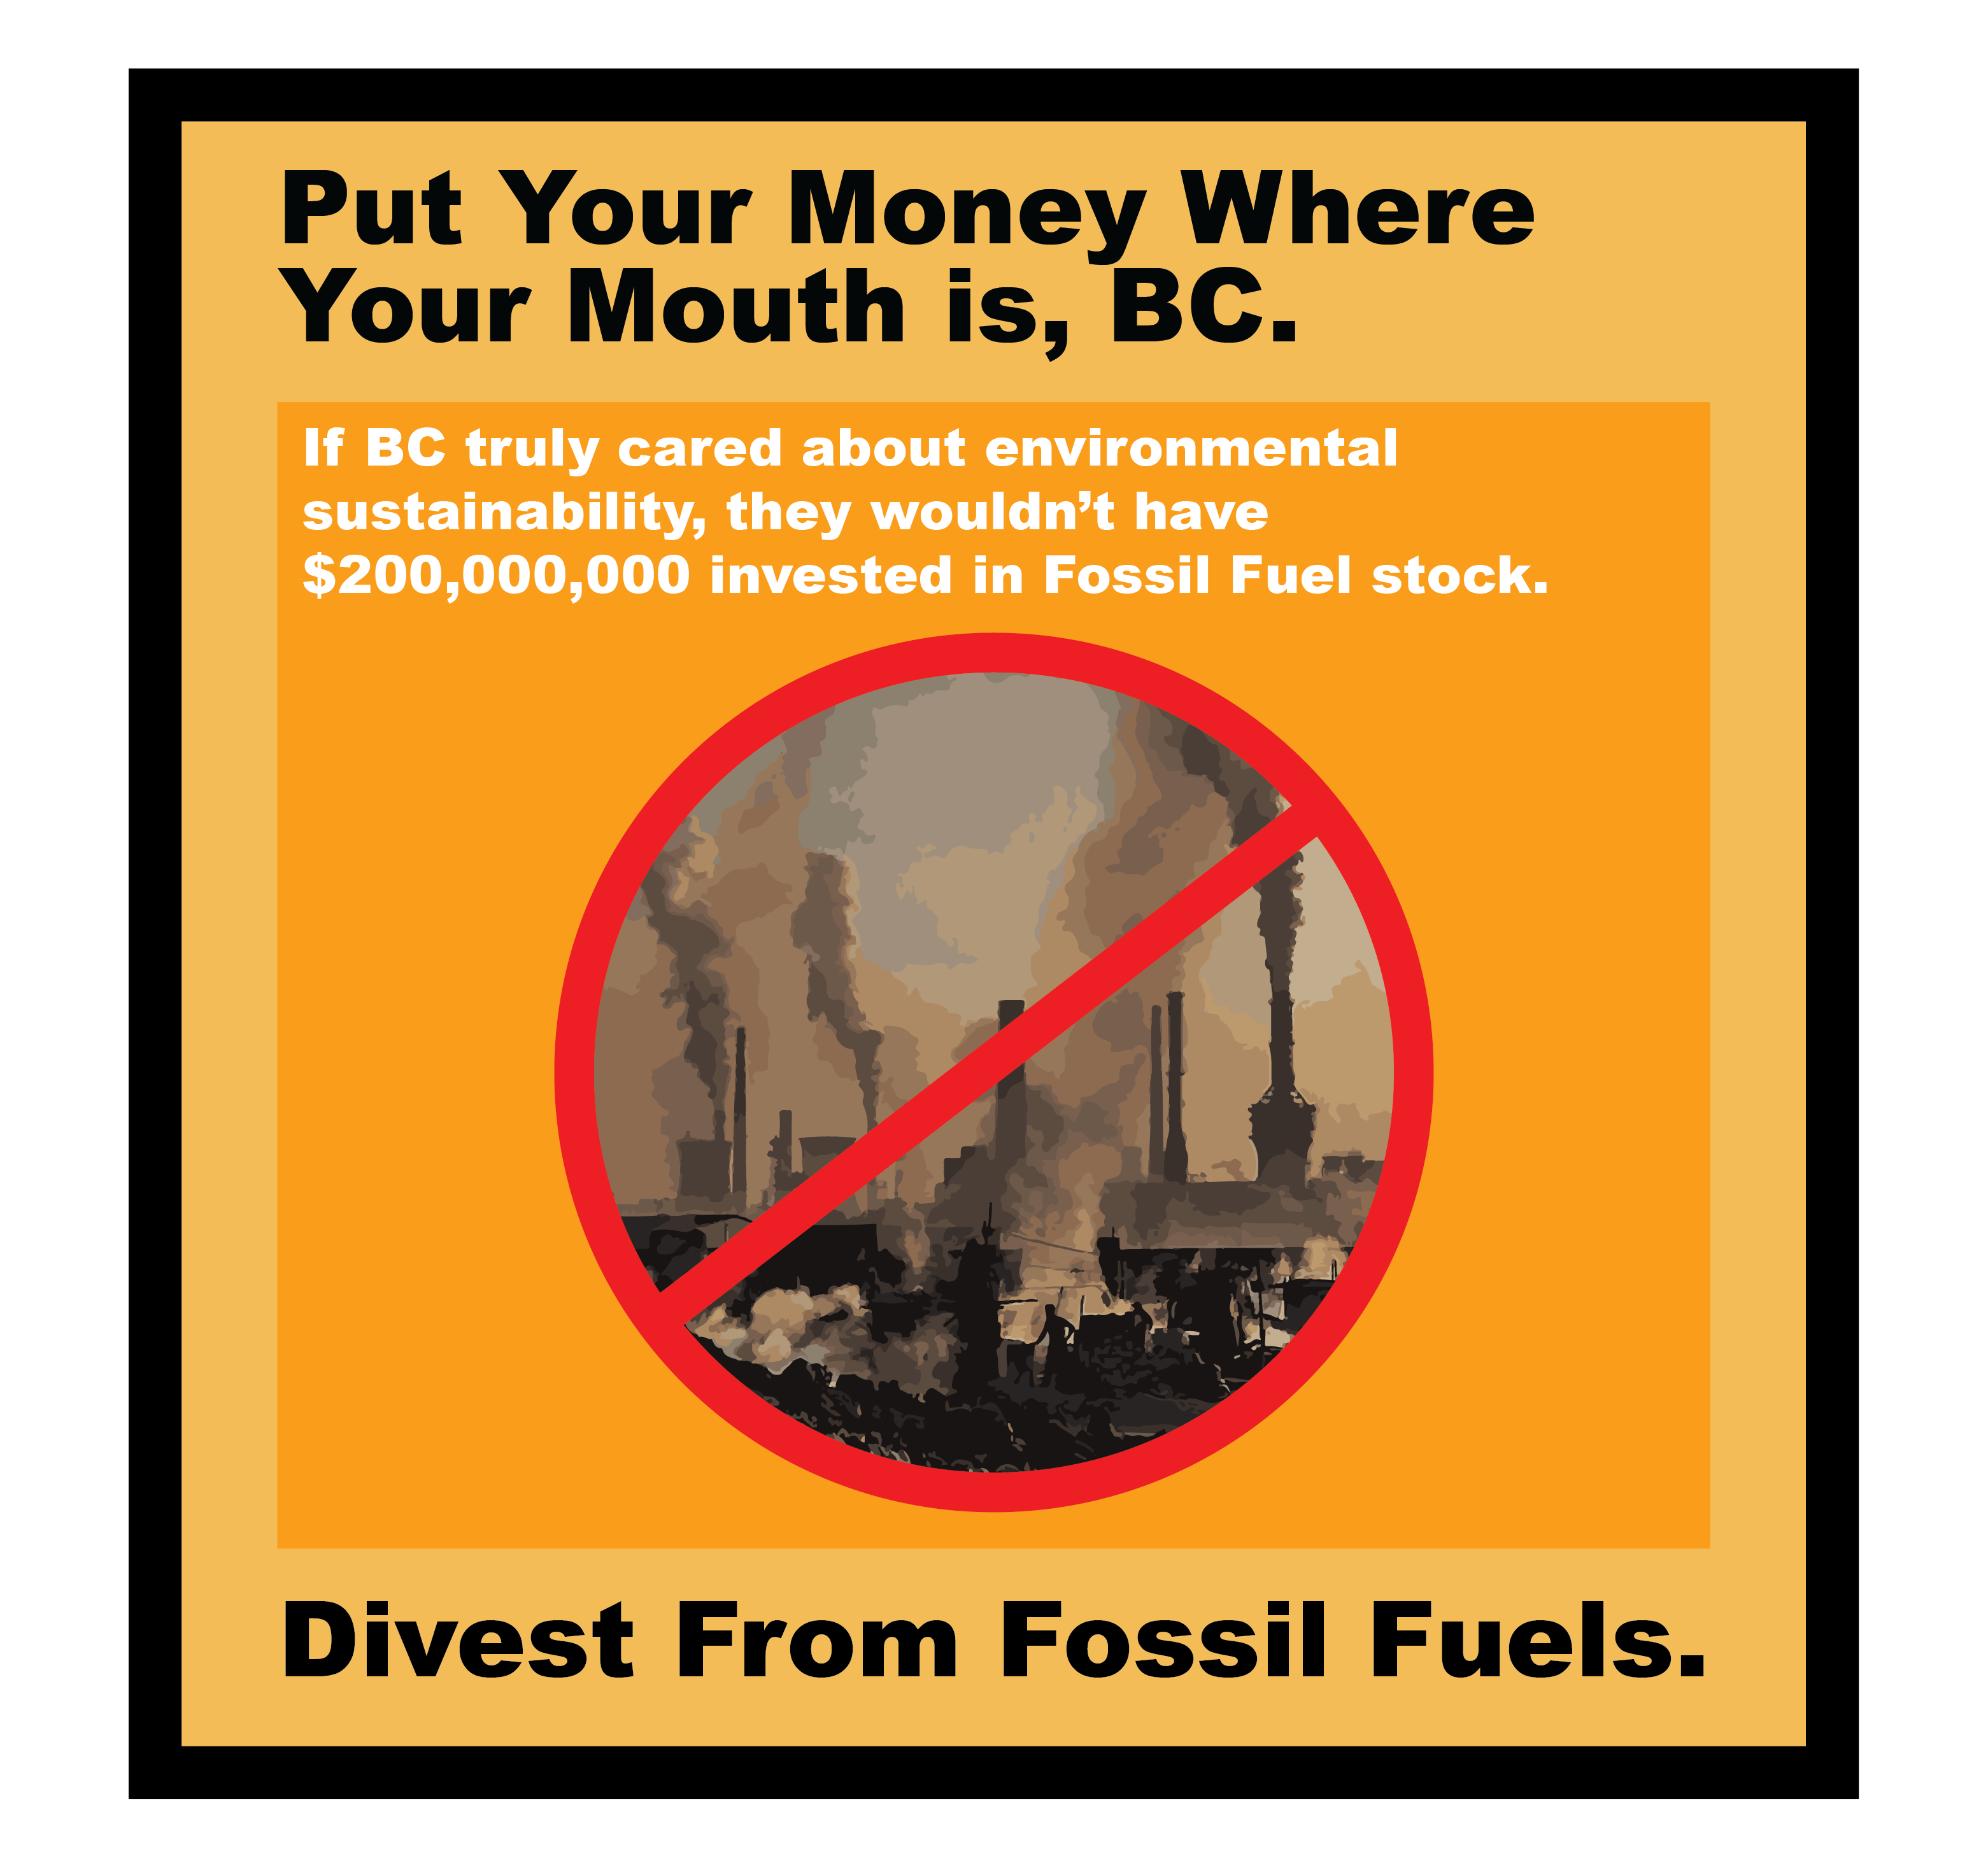 Put Your Money Where
Your Mouth is, BC.
If BC truly cared about environmental
sustainability, they wouldn’t have
$200,000,000 invested in Fossil Fuel stock.
Divest From Fossil Fuels.